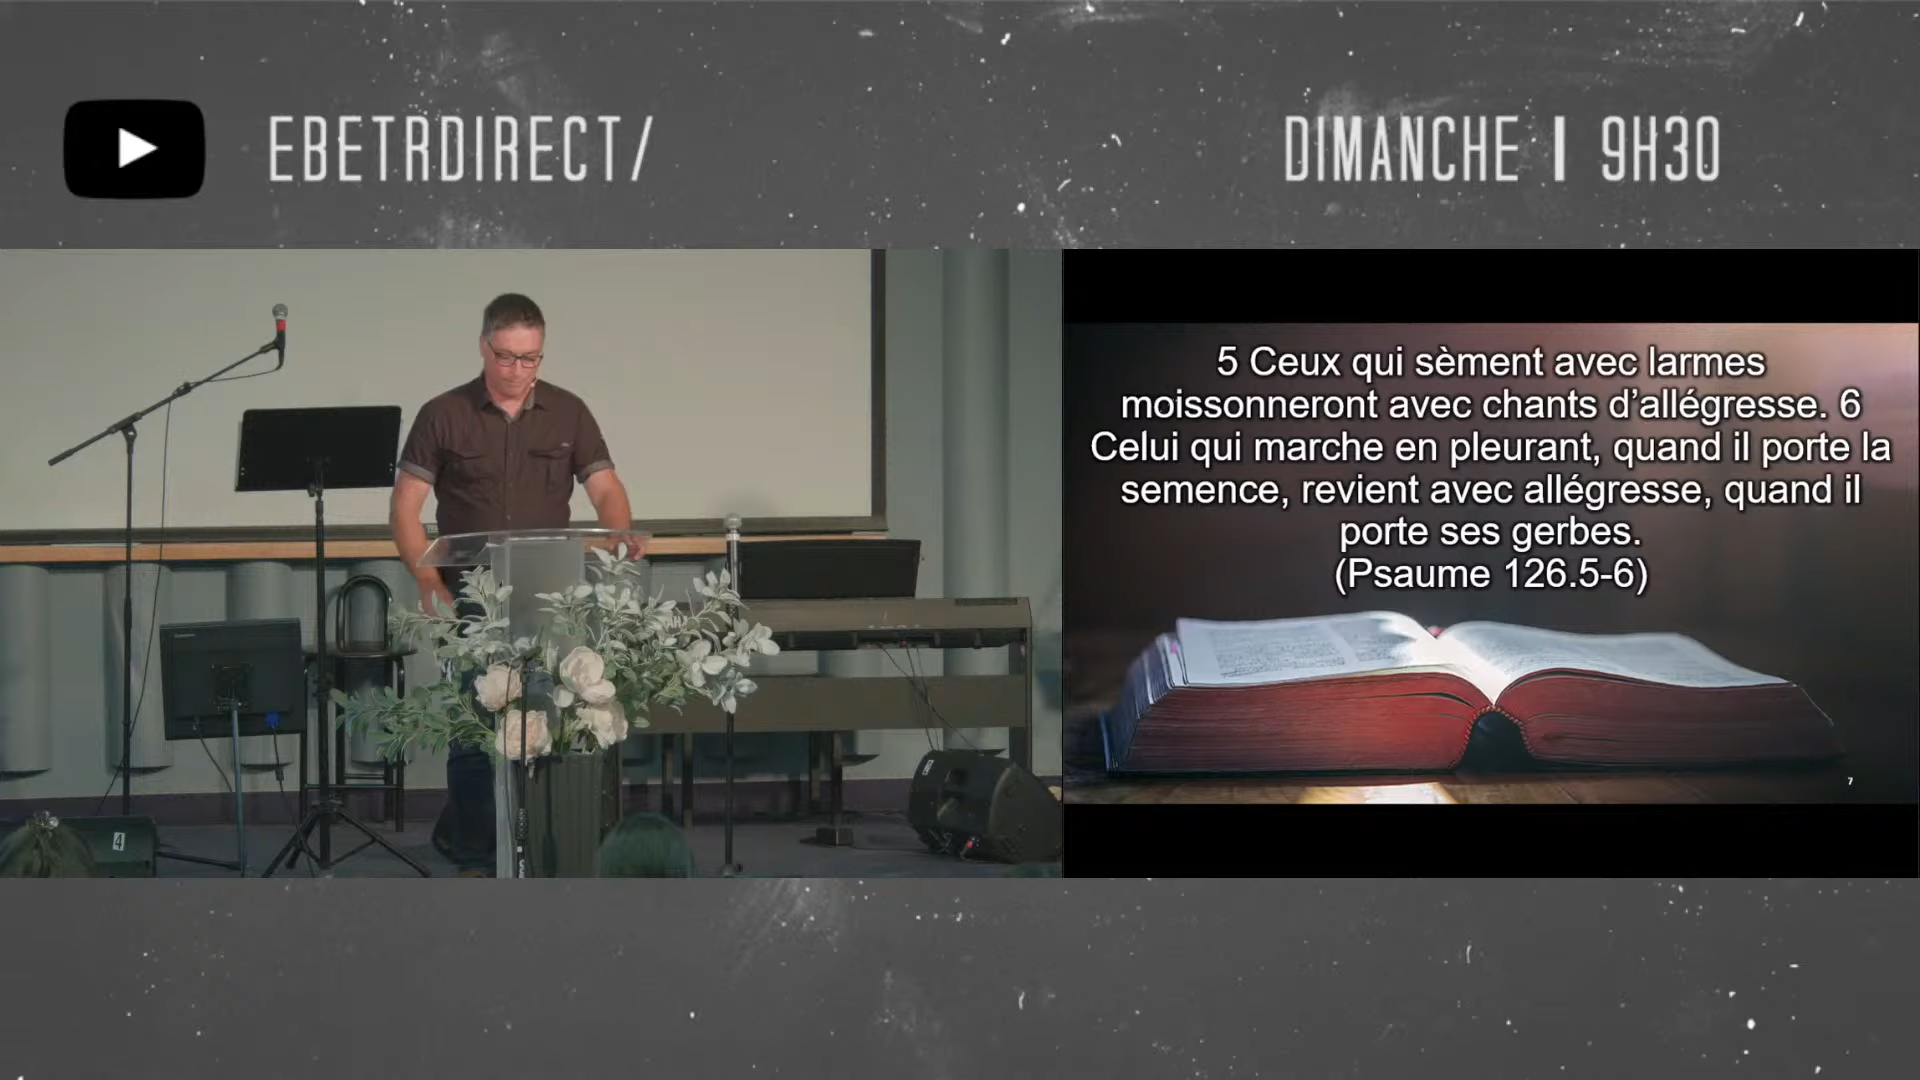 EBETRDIRECT/
DIMANCHE | 9H30
5 Ceux qui sèment avec larmes
moissonneront avec chants d’allégresse. 6
Celui qui marche en pleurant, quand il porte la
semence, revient avec allégresse, quand il
porte ses gerbes.
(Psaume 126.5-6)
7
4